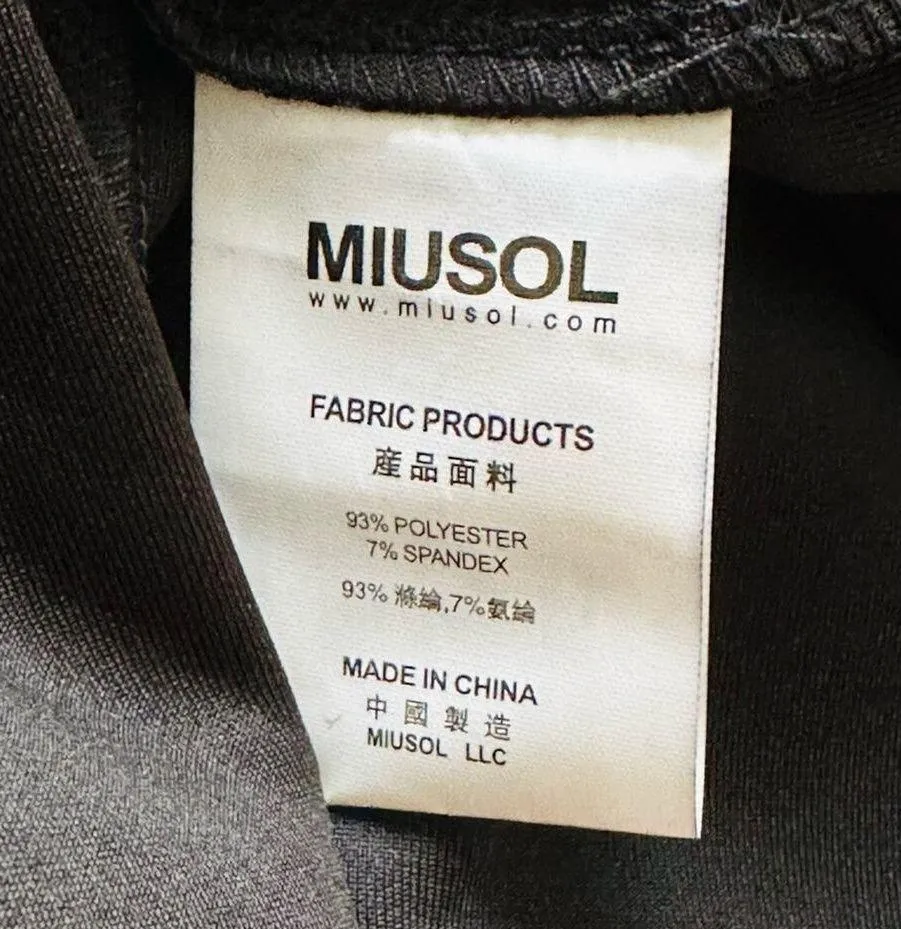 MIUSOL
www.miusol.com
FABRIC PRODUCTS
産品面料
93% POLYESTER
7% SPANDEX
93% 滌綸,7%氨綸
MADE IN CHINA
中國製造
MIUSOL LLC